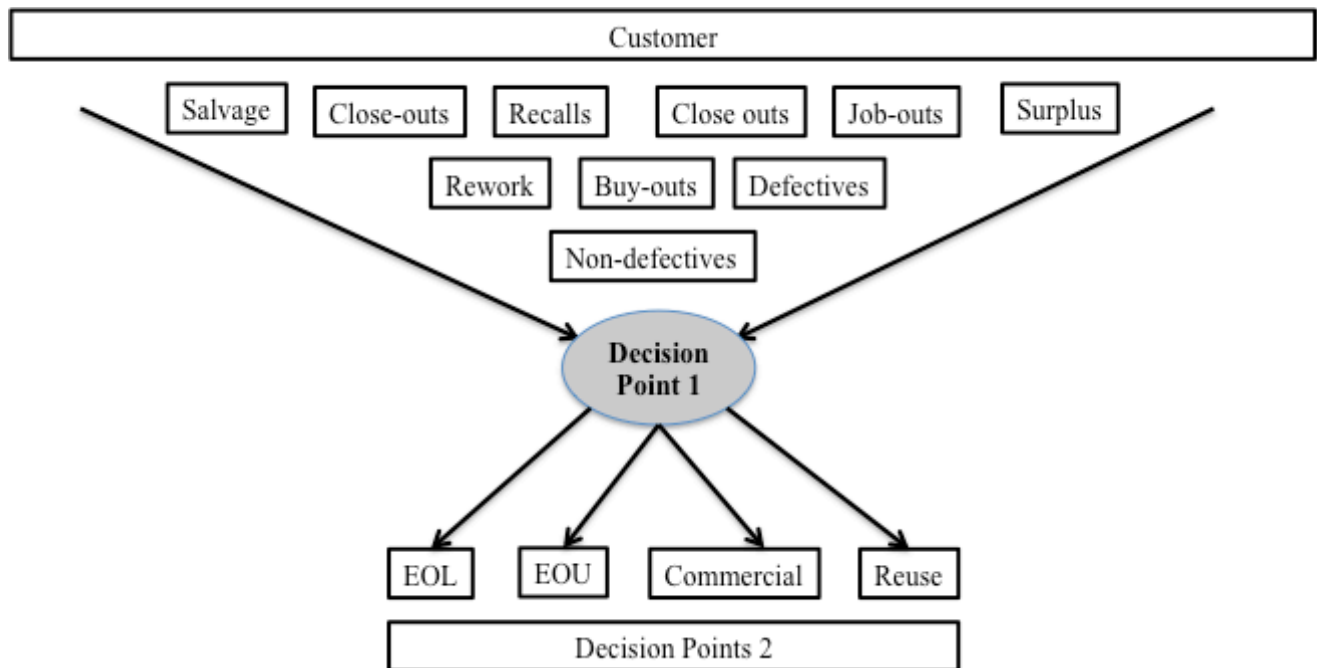 Customer
Salvage
Close-outs
Recalls
Close outs
Job-outs
Surplus
Rework
Buy-outs
Defectives
Non-defectives
Decision
Point 1
EOL
EOU
Commercial
Reuse
Decision Points 2